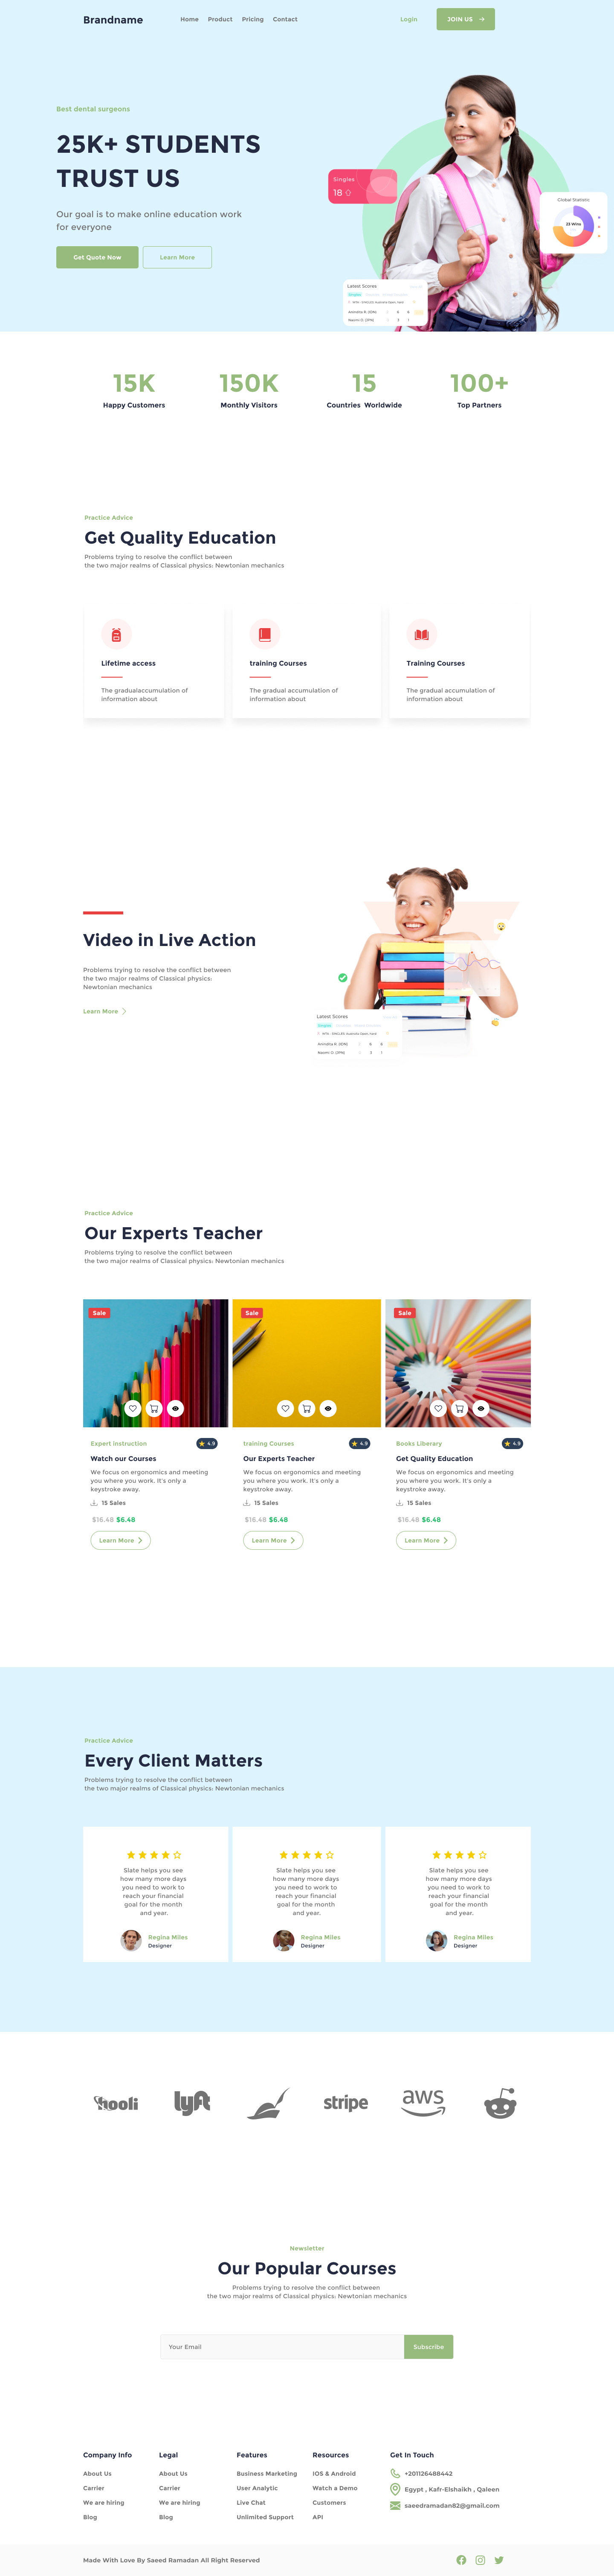 Brandname
Home Product Pricing Contact
Login
JOIN US
Best dental surgeons
25K+ STUDENTS
TRUST US
Our goal is to make online education work
for everyone
Get Quote Now
Learn More
Singles
18
Global Statistic
25 Wins
Latest Scores
15K
Happy Customers
150K
Monthly Visitors
15
Countries Worldwide
100+
Top Partners
Practice Advice
Get Quality Education
Problems trying to resolve the conflict between
the two major realms of Classical physics: Newtonian mechanics
Lifetime access
The gradualaccumulation of
information about
training Courses
The gradual accumulation of
information about
Training Courses
The gradual accumulation of
information about
Video in Live Action
Problems trying to resolve the conflict between
the two major realms of Classical physics:
Newtonian mechanics
Learn More
Latest Scores
Practice Advice
Our Experts Teacher
Problems trying to resolve the conflict between
the two major realms of Classical physics: Newtonian mechanics
Sale
Expert instruction
4.9
Watch our Courses
We focus on ergonomics and meeting
you where you work. It's only a
keystroke away.
15 Sales
$16.48 $6.48
Learn More
Sale
training Courses
4.9
Our Experts Teacher
We focus on ergonomics and meeting
you where you work. It's only a
keystroke away.
15 Sales
$16.48 $6.48
Learn More
Sale
Books Liberary
4.9
Get Quality Education
We focus on ergonomics and meeting
you where you work. It's only a
keystroke away.
15 Sales
$16.48 $6.48
Learn More
Practice Advice
Every Client Matters
Problems trying to resolve the conflict between
the two major realms of Classical physics: Newtonian mechanics
Slate helps you see
how many more days
you need to work to
reach your financial
goal for the month
and year.
Regina Miles
Designer
Slate helps you see
how many more days
you need to work to
reach your financial
goal for the month
and year.
Regina Miles
Designer
Slate helps you see
how many more days
you need to work to
reach your financial
goal for the month
and year.
Regina Miles
Designer
hooli
lyft
stripe
aws
Newsletter
Our Popular Courses
Problems trying to resolve the conflict between
the two major realms of Classical physics: Newtonian mechanics
Your Email
Subscribe
Company Info
About Us
Carrier
We are hiring
Blog
Legal
About Us
Carrier
We are hiring
Blog
Features
Business Marketing
User Analytic
Live Chat
Unlimited Support
Resources
IOS & Android
Watch a Demo
Customers
API
Get In Touch
+201126488442
Egypt , Kafr-Elshaikh , Qaleen
saeedramadan82@gmail.com
Made With Love By Saeed Ramadan All Right Reserved